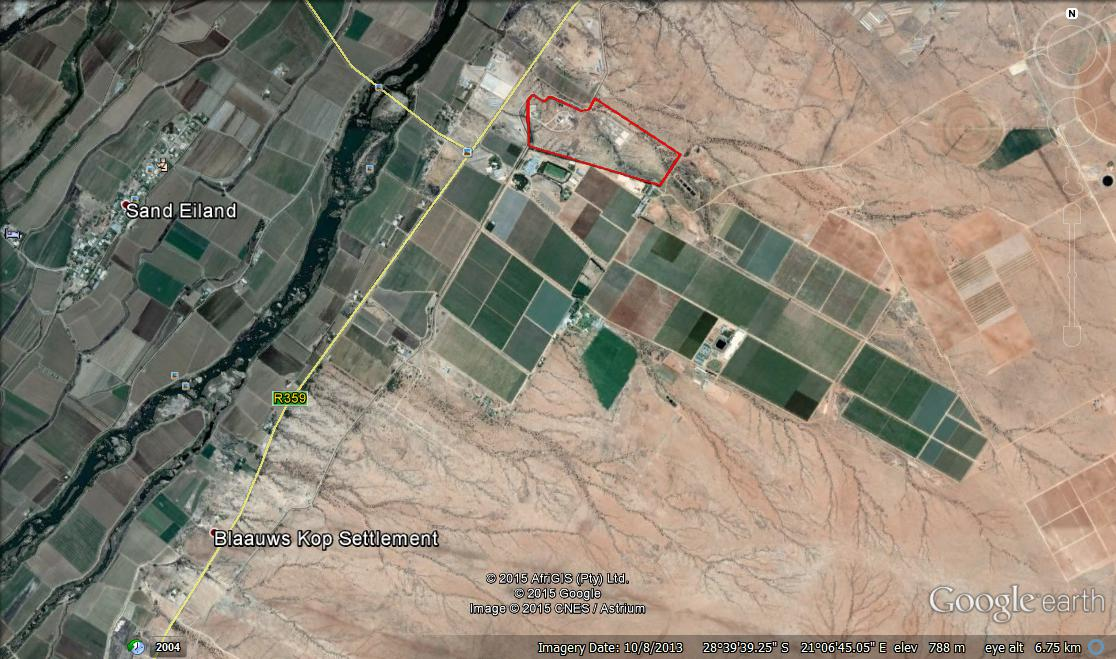 N
Sand Eiland
R359
Blaauws Kop Settlement
© 2015 AfriGIS (Pty) Ltd.
© 2015 Google
Image © 2015 CNES / Astrium
Google earth
2004
Imagery Date: 10/8/2013 28°39'39.25" S 21°06'45.05" E elev 788 m eye alt 6.75 km